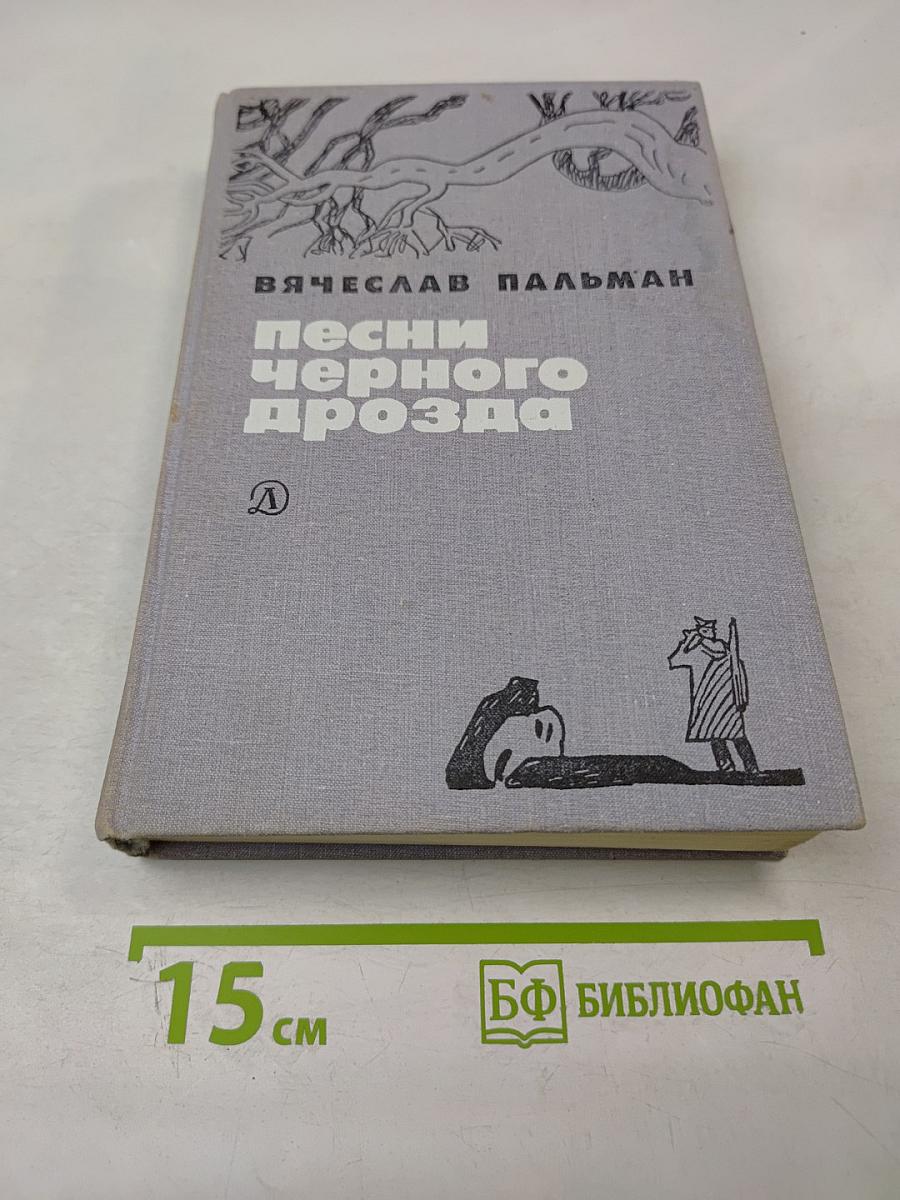 ВЯЧЕСЛАВ ПАЛЬМАН
песни
черного
дрозда
Д
15 см
БФ БИБЛИОФАН